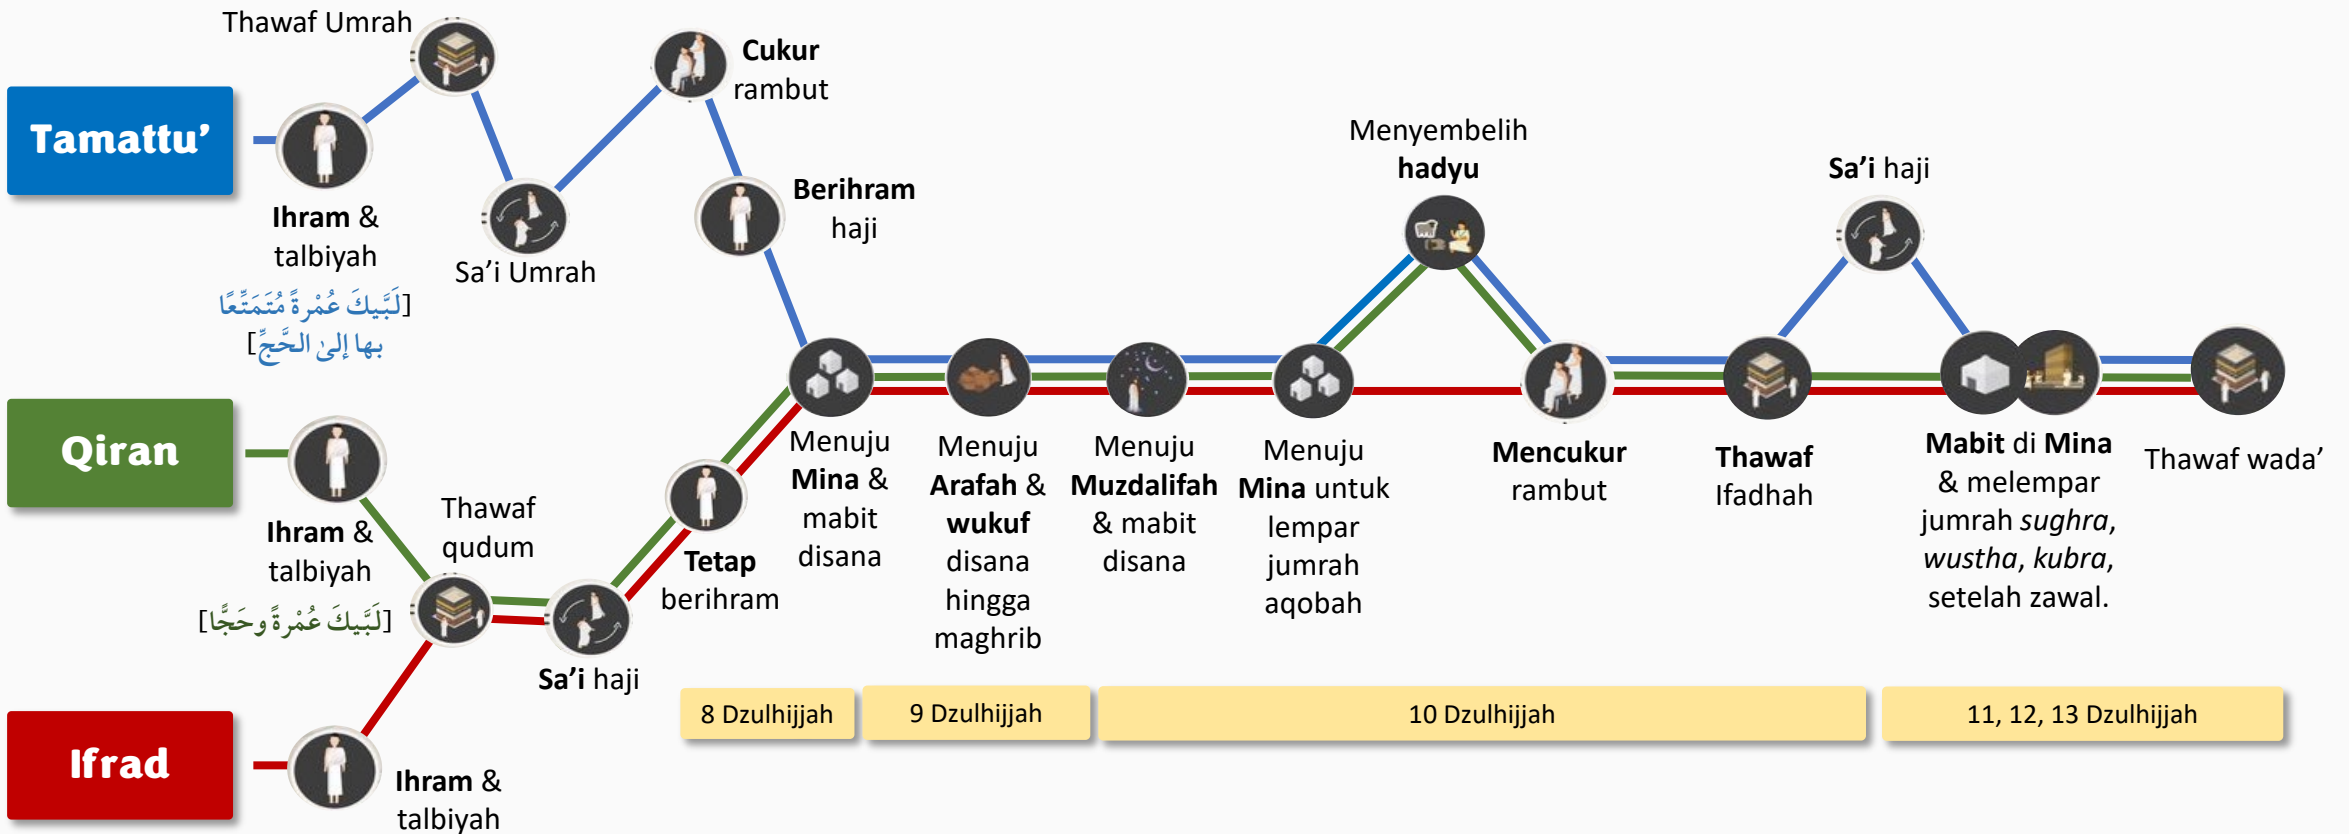 Thawaf Umrah
Cukur
rambut
Tamattu’
Ihram &
talbiyah
[لَبَّيكَ عُمْرةً مُتَمَتِّعًا
بها إلىٰ الحَّجِّ]
Sa’i Umrah
Berihram
haji
Menyembelih
hadyu
Sa’i haji
Qiran
Ihram &
talbiyah
[لَبَّيكَ عُمْرةً وحَجًّا]
Thawaf
qudum
Sa’i haji
Tetap
berihram
Ifrad
Ihram &
talbiyah
Menuju
Mina &
mabit
disana
Menuju
Arafah &
wukuf
disana
hingga
maghrib
Menuju
Muzdalifah
& mabit
disana
Menuju
Mina untuk
lempar
jumrah
aqobah
Mencukur
rambut
Thawaf
Ifadhah
Mabit di Mina
& melempar
jumrah sughra,
wustha, kubra,
setelah zawal.
Thawaf wada’
8 Dzulhijjah
9 Dzulhijjah
10 Dzulhijjah
11, 12, 13 Dzulhijjah